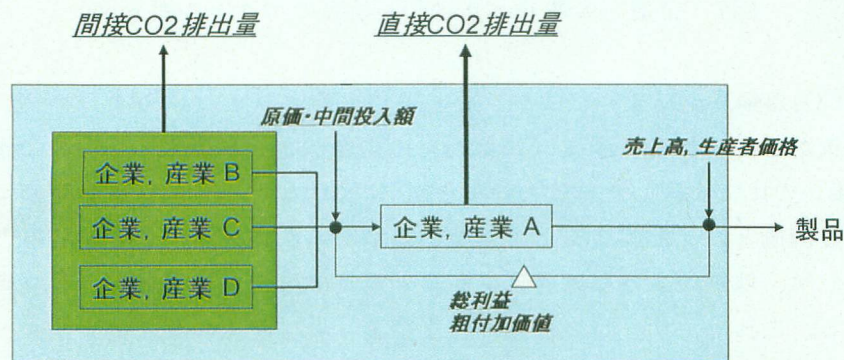 間接CO2排出量
直接CO2排出量
原価・中間投入額
売上高, 生産者価格
企業, 産業 B
企業, 産業 C
企業, 産業 A
製品
企業, 産業 D
総利益
粗付加価値